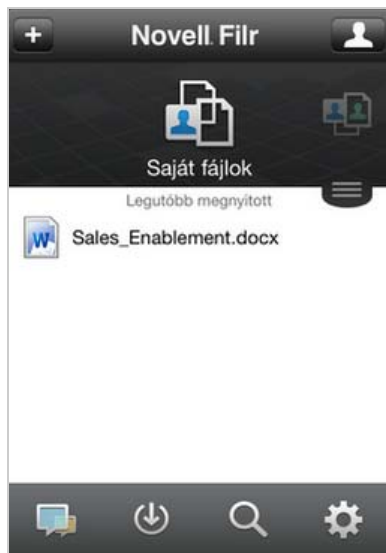 Novell Filr
Saját fájlok
Legutóbb megnyitott
Sales_Enablement.docx